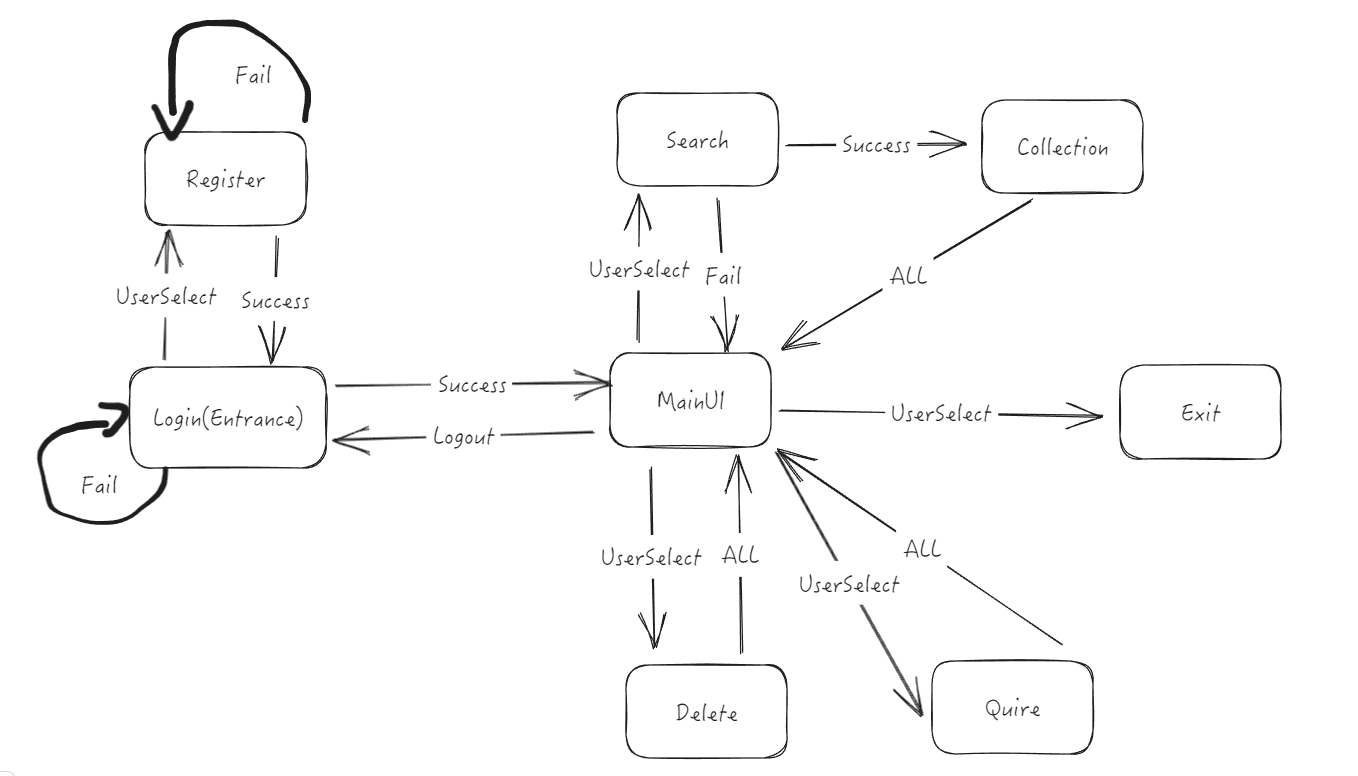 Fail
Register
UserSelect
Success
Login(Entrance)
Fail
Success
Logout
Search
Success
Collection
UserSelect
Fail
ALL
MainUI
UserSelect
Exit
UserSelect
ALL
ALL
UserSelect
Delete
Quire